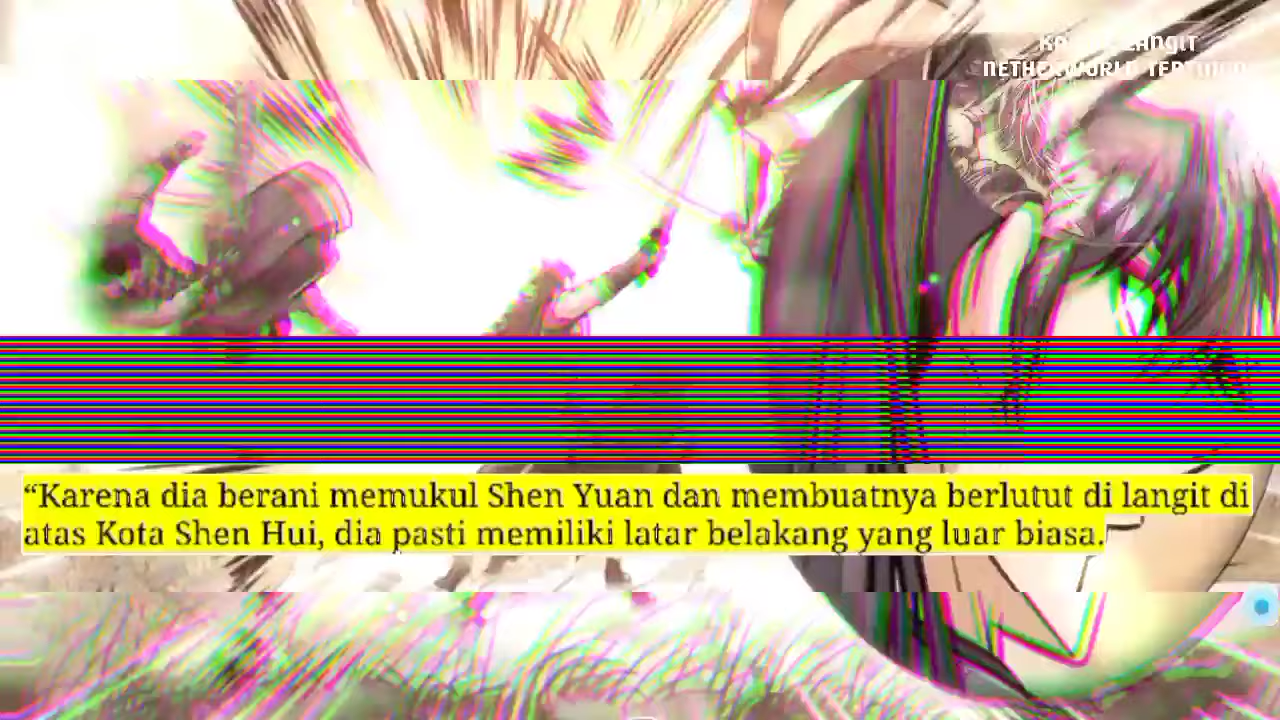 “Karena dia berani memukul Shen Yuan dan membuatnya berlutut di langit di
atas Kota Shen Hui, dia pasti memiliki latar belakang yang luar biasa.